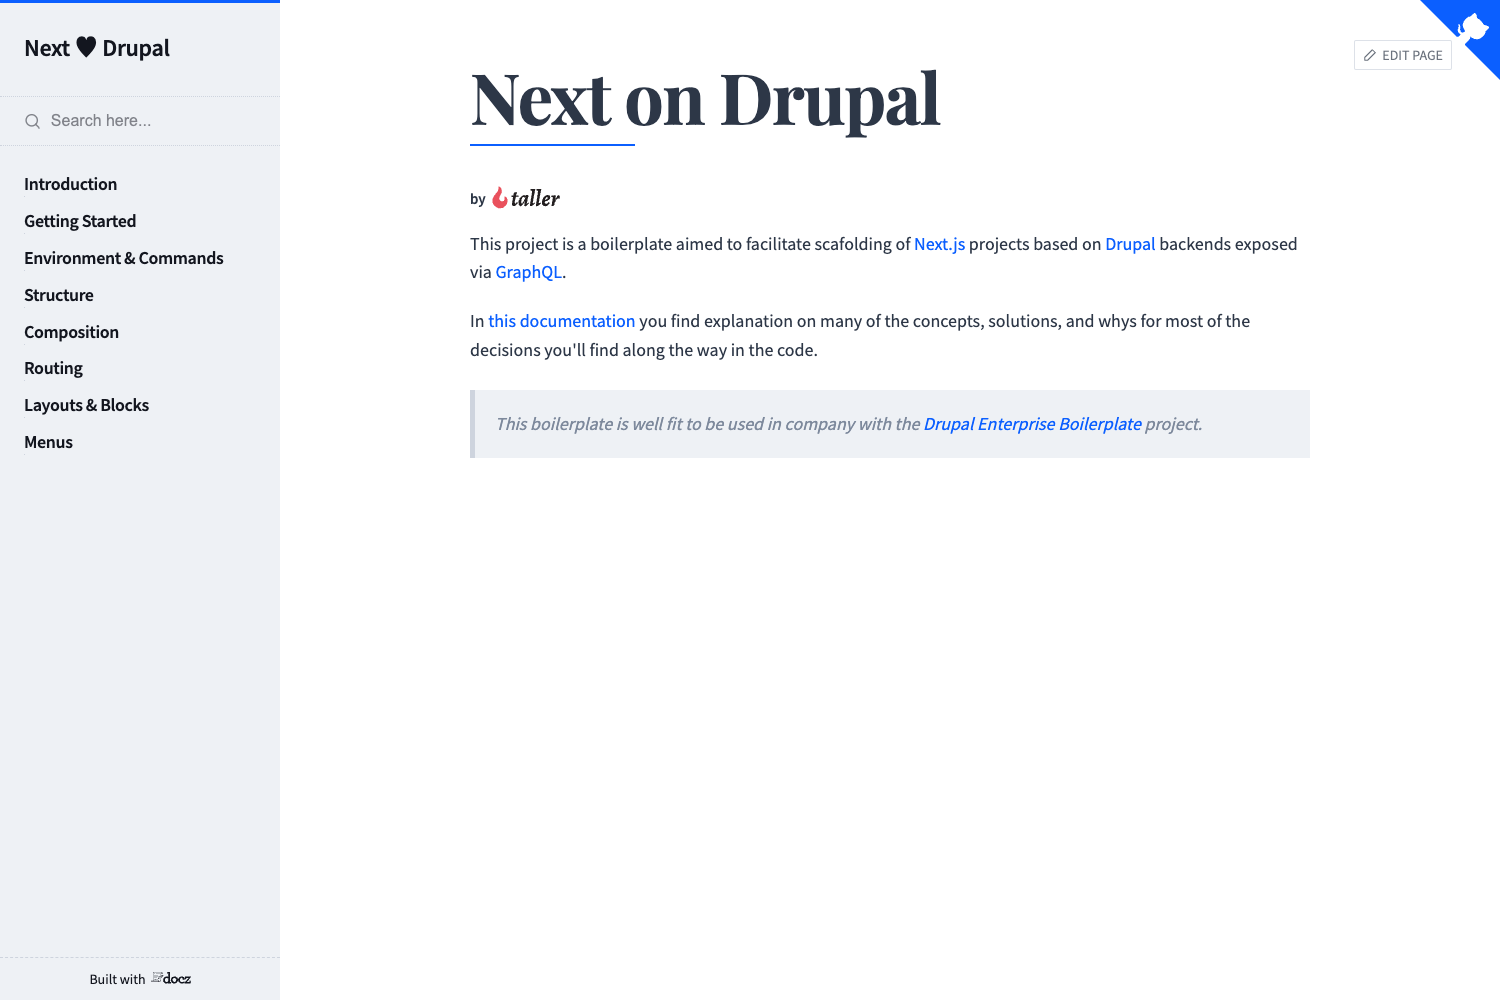 Next ♥ Drupal
Search here...
Introduction
Getting Started
Environment & Commands
Structure
Composition
Routing
Layouts & Blocks
Menus
Built with docz
EDIT PAGE
Next on Drupal
by taller
This project is a boilerplate aimed to facilitate scafolding of Next.js projects based on Drupal backends exposed
via GraphQL.
In this documentation you find explanation on many of the concepts, solutions, and whys for most of the
decisions you'll find along the way in the code.
This boilerplate is well fit to be used in company with the Drupal Enterprise Boilerplate project.